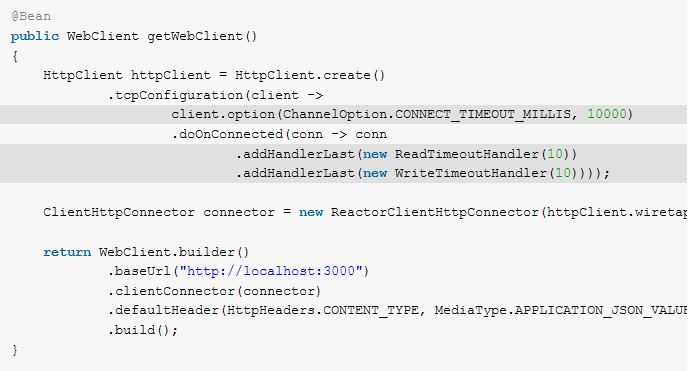 @Bean
public WebClient getWebClient()
{
    HttpClient httpClient = HttpClient.create()
            .tcpConfiguration(client ->
                    client.option(ChannelOption.CONNECT_TIMEOUT_MILLIS, 10000)
                    .doOnConnected(conn -> conn
                            .addHandlerLast(new ReadTimeoutHandler(10))
                            .addHandlerLast(new WriteTimeoutHandler(10))));
    ClientHttpConnector connector = new ReactorClientHttpConnector(httpClient.wiretap
    return WebClient.builder()
            .baseUrl("http://localhost:3000")
            .clientConnector(connector)
            .defaultHeader(HttpHeaders.CONTENT_TYPE, MediaType.APPLICATION_JSON_VALUE
            .build();
}